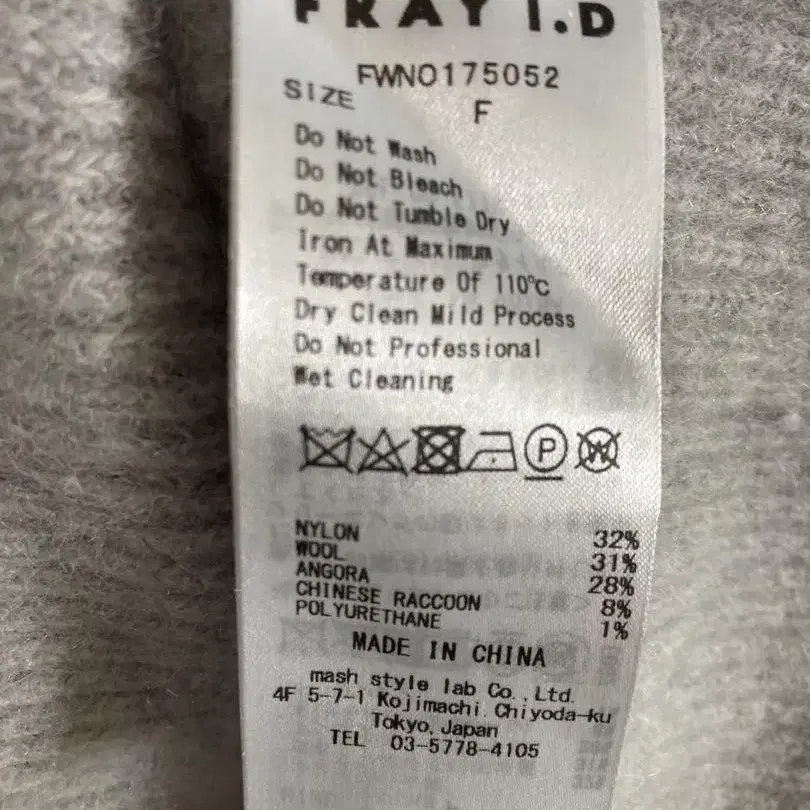 FRAY I.D
FWNO175052
SIZE
F
Do Not Wash
Do Not Bleach
Do Not Tumble Dry
Iron At Maximum
Temperature Of 110℃
Dry Clean Mild Process
Do Not Professional
Wet Cleaning
P W
NYLON 32%
WOOL 31%
ANGORA 28%
CHINESE RACCOON 8%
POLYURETHANE 1%
MADE IN CHINA
mash style lab Co.,Ltd.
4F 5-7-1 Kojimachi.Chiyoda-ku
Tokyo,Japan
TEL 03-5778-4105